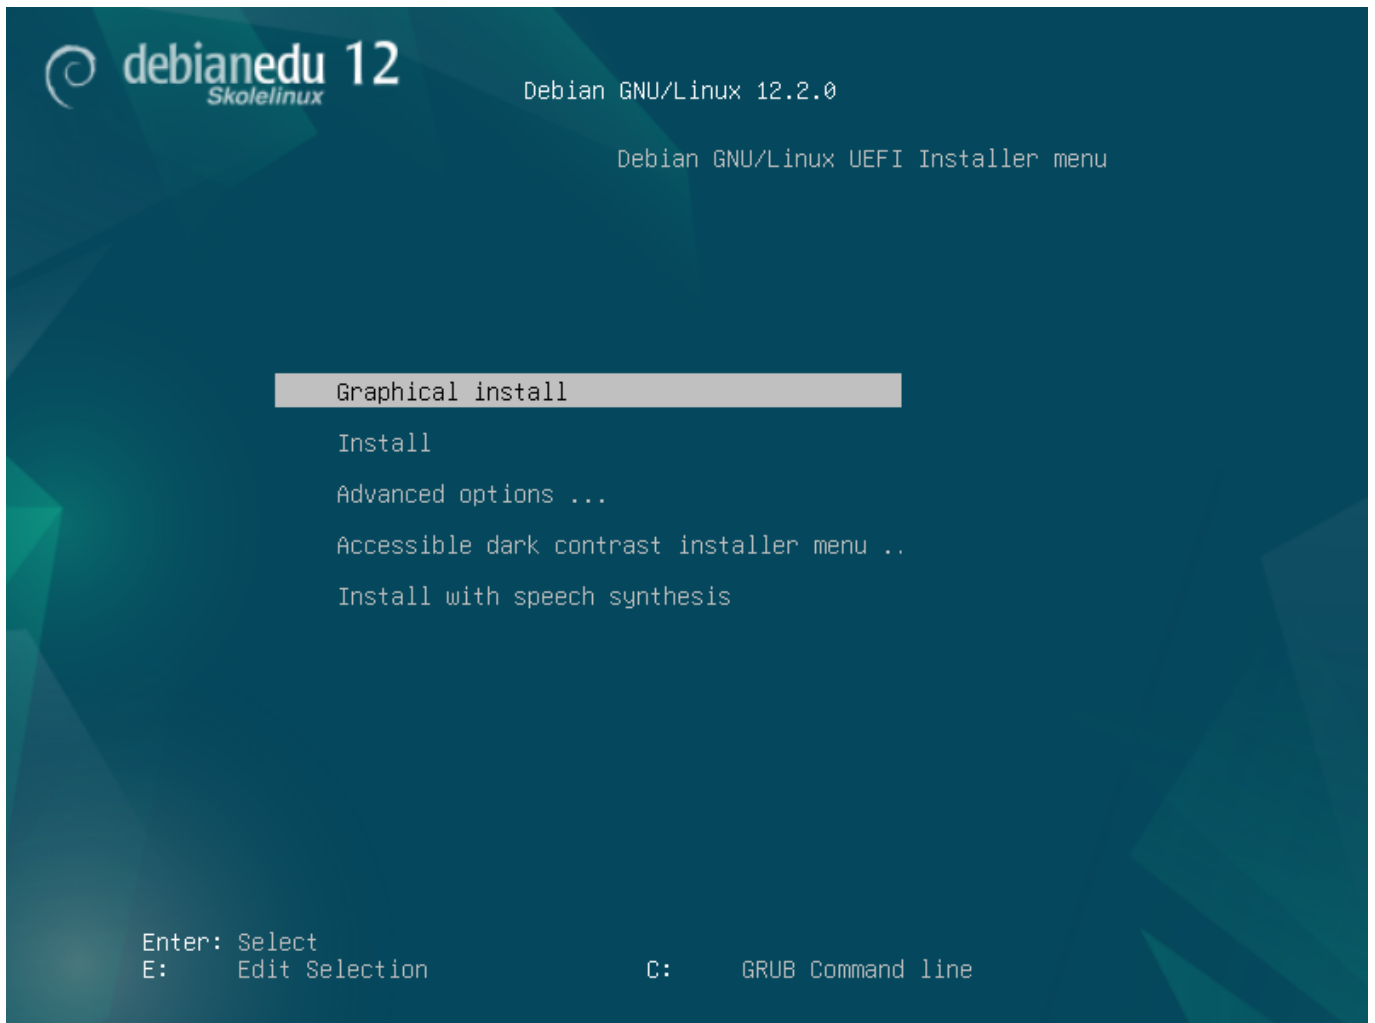 debianedu 12
Skolelinux
Debian GNU/Linux 12.2.0
Debian GNU/Linux UEFI Installer menu
Graphical install
Install
Advanced options ...
Accessible dark contrast installer menu ..
Install with speech synthesis
Enter: Select
E: Edit Selection C: GRUB Command line